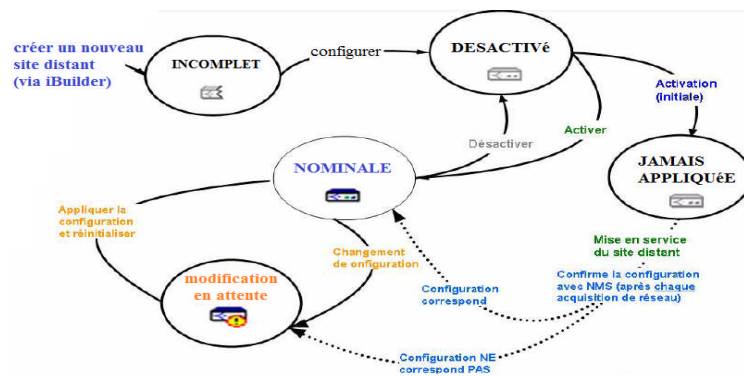 créer un nouveau
site distant
(via iBuilder)
INCOMPLET
configurer
DESACTIVé
Activation
(initiale)
Activer
Désactiver
NOMINALE
JAMAIS
APPLIQUéE
Appliquer la
configuration
et réinitialiser
Changement
de onfiguration
modification
en attente
Mise en service
du site distant
Confirme la configuration
avec NMS (après chaque
acquisition de réseau)
Configuration
correspond
Configuration NE
correspond PAS